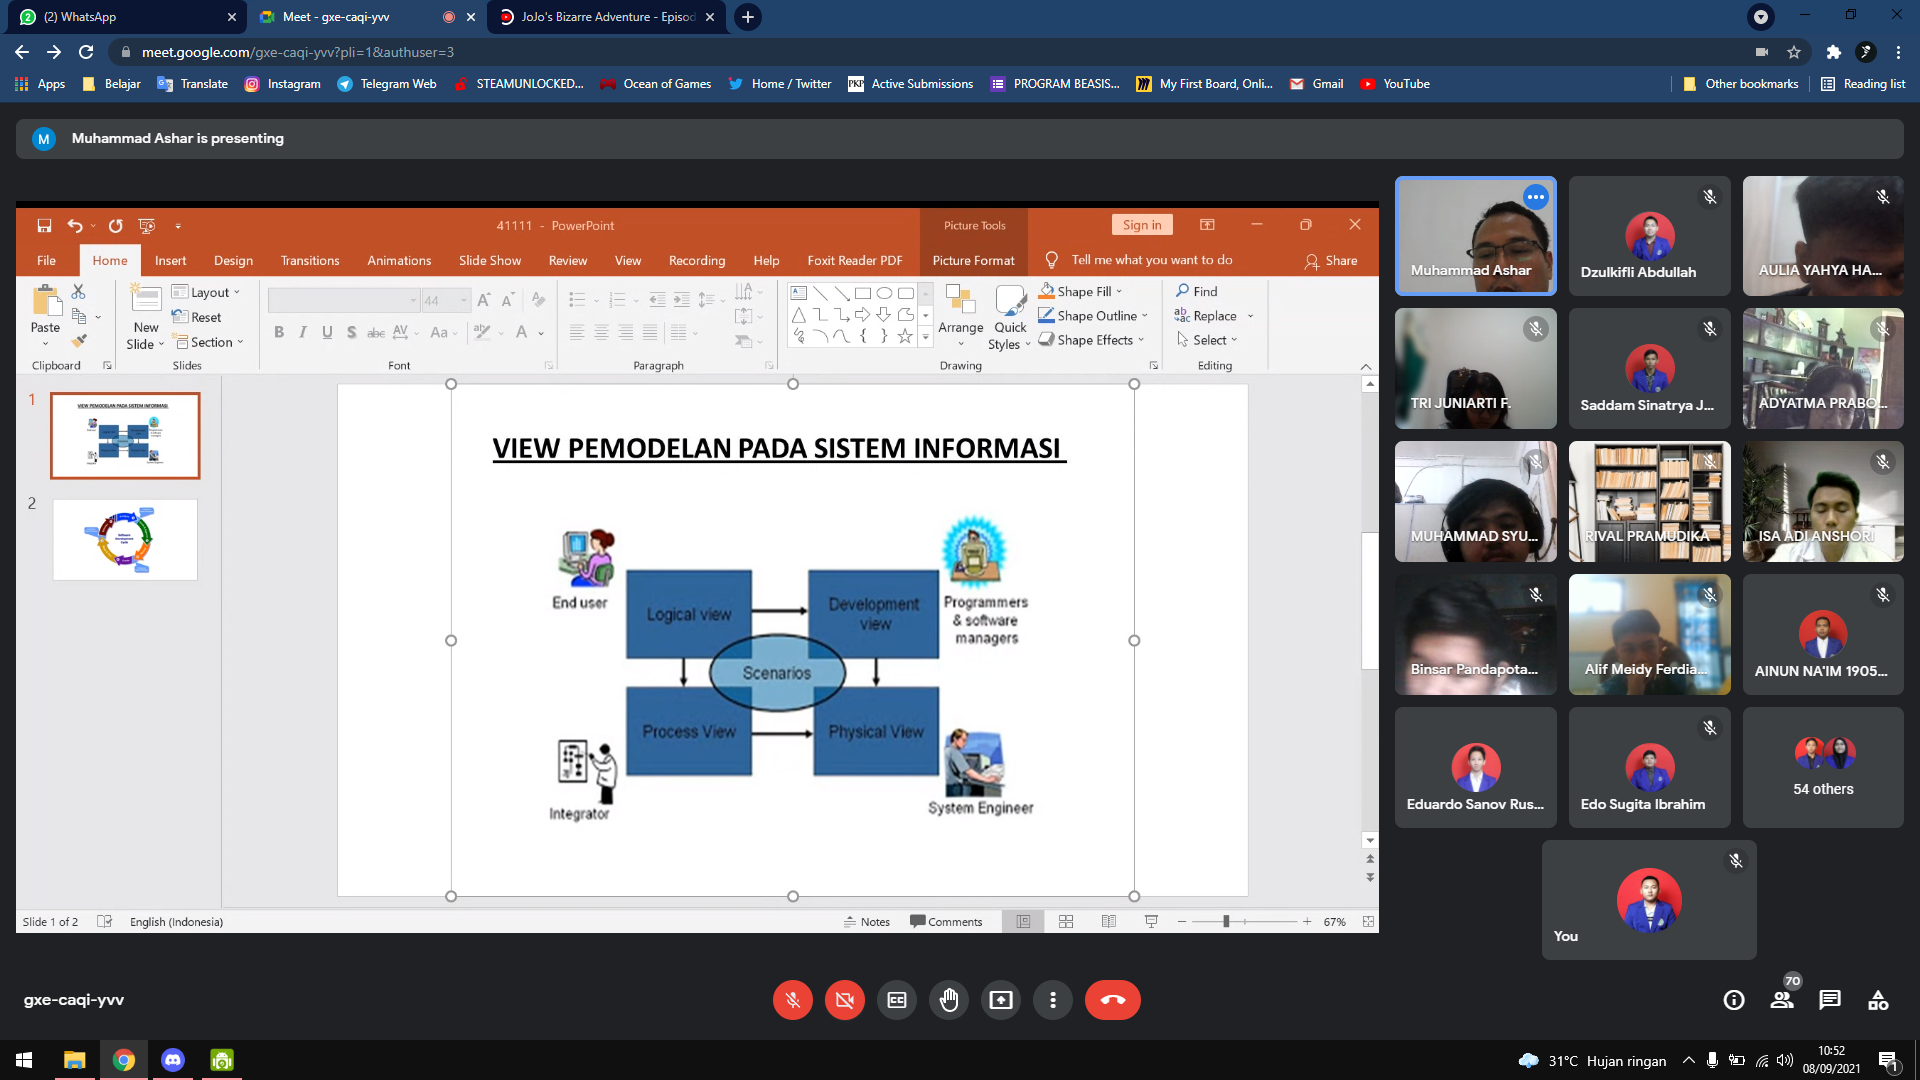 (2) WhatsApp
Meet - gxe-caqi-yvv
JoJo's Bizarre Adventure - Episod
meet.google.com/gxe-caqi-yvv?pli=1&authuser=3
Apps Belajar Translate Instagram Telegram Web STEAMUNLOCKED... Ocean of Games Home / Twitter PKP Active Submissions PROGRAM BEASIS... My First Board, Onli... Gmail YouTube Other bookmarks Reading list
M Muhammad Ashar is presenting
41111 - PowerPoint
Picture Tools
Sign in
File Home Insert Design Transitions Animations Slide Show Review View Recording Help Foxit Reader PDF Picture Format Tell me what you want to do Share
Paste
New
Slide
Layout
Reset
Section
44
Arrange
Quick
Styles
Shape Fill
Shape Outline
Shape Effects
Find
Replace
Select
Clipboard Slides Font Paragraph Drawing Editing
1
VIEW PEMODELAN PADA SISTEM INFORMASI
2
VIEW PEMODELAN PADA SISTEM INFORMASI
End user
Logical view
Development
view
Programmers
& software
managers
Scenarios
Process View
Physical View
Integrator
System Engineer
Slide 1 of 2
English (Indonesia)
Notes
Comments
67%
Muhammad Ashar
Dzulkifli Abdullah
AULIA YAHYA HA...
TRI JUNIARTI F.
Saddam Sinatrya J...
ADYATMA PRABO...
MUHAMMAD SYU...
RIVAL PRAMUDIKA
ISA ADI ANSHORI
Binsar Pandapota...
Alif Meidy Ferdia...
AINUN NA'IM 1905...
Eduardo Sanov Rus...
Edo Sugita Ibrahim
54 others
You
gxe-caqi-yvv
70
31°C Hujan ringan
10:52
08/09/2021
1